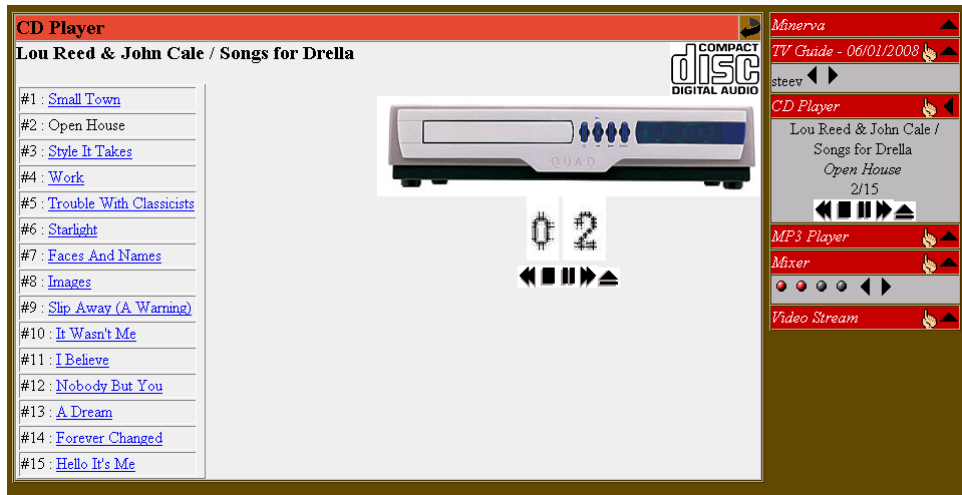 CD Player
Lou Reed & John Cale / Songs for Drella
COMPACT
disc
DIGITAL AUDIO
#1 : Small Town
#2 : Open House
#3 : Style It Takes
#4 : Work
#5 : Trouble With Classicists
#6 : Starlight
#7 : Faces And Names
#8 : Images
#9 : Slip Away (A Warning)
#10 : It Wasn't Me
#11 : I Believe
#12 : Nobody But You
#13 : A Dream
#14 : Forever Changed
#15 : Hello It's Me
QUAD
02
Minerva
TV Guide - 06/01/2008
steev
CD Player
Lou Reed & John Cale /
Songs for Drella
Open House
2/15
MP3 Player
Mixer
Video Stream